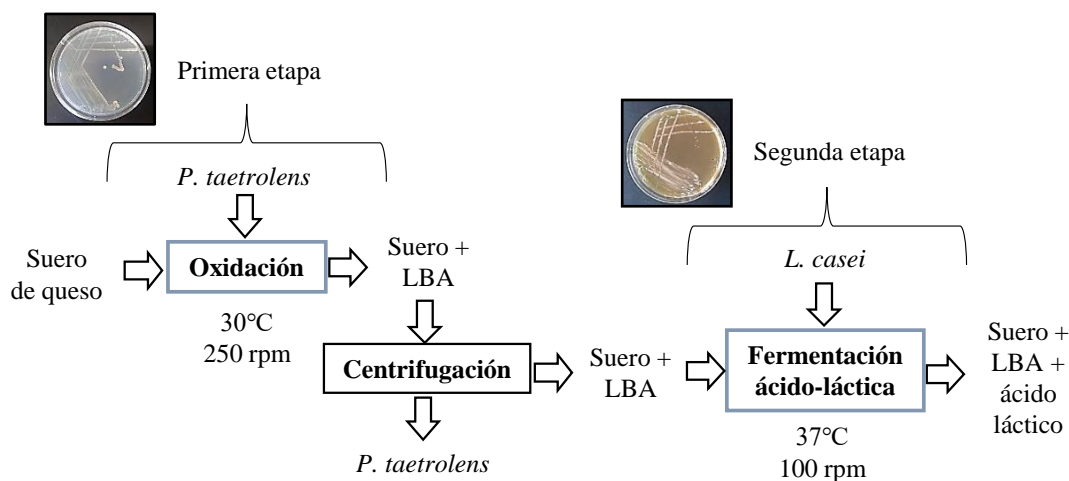 Primera etapa
P. taetrolens
Suero
de queso
Oxidación
30°C
250 rpm
Suero +
LBA
Centrifugación
P. taetrolens
Suero +
LBA
Segunda etapa
L. casei
Fermentación
ácido-láctica
37°C
100 rpm
Suero +
LBA +
ácido
láctico